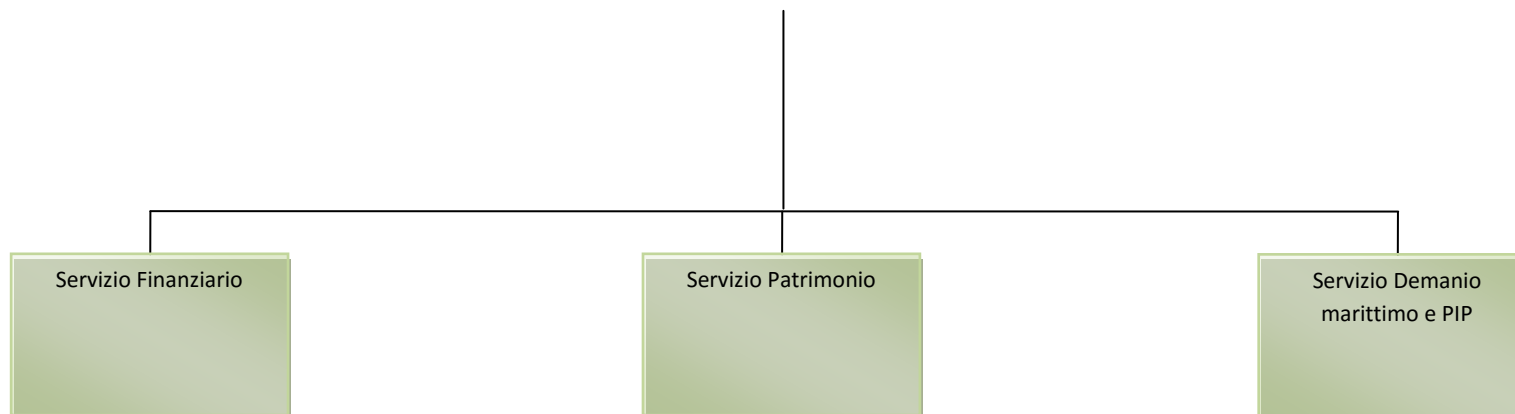 Servizio Finanziario
Servizio Patrimonio
Servizio Demanio
marittimo e PIP